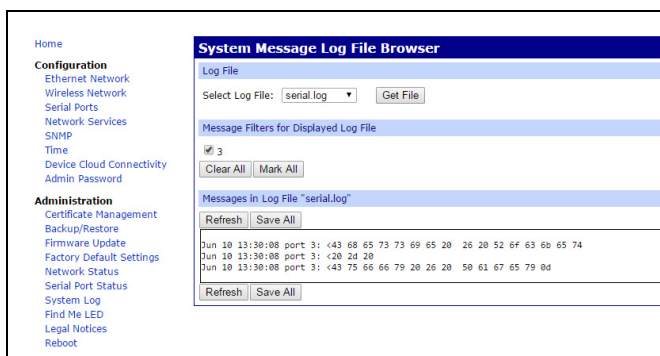 Home
Configuration
Ethernet Network
Wireless Network
Serial Ports
Network Services
SNMP
Time
Device Cloud Connectivity
Admin Password
Administration
Certificate Management
Backup/Restore
Firmware Update
Factory Default Settings
Network Status
Serial Port Status
System Log
Find Me LED
Legal Notices
Reboot
System Message Log File Browser
Log File
Select Log File: serial.log Get File
Message Filters for Displayed Log File
3
Clear All Mark All
Messages in Log File "serial.log"
Refresh Save All
Jun 10 13:30:08 port 3: <43 68 65 73 73 69 65 20 26 20 52 6f 63 6b 65 74
Jun 10 13:30:08 port 3: <20 2d 20
Jun 10 13:30:08 port 3: <43 75 66 66 79 20 26 20 50 61 67 65 79 0d
Refresh Save All